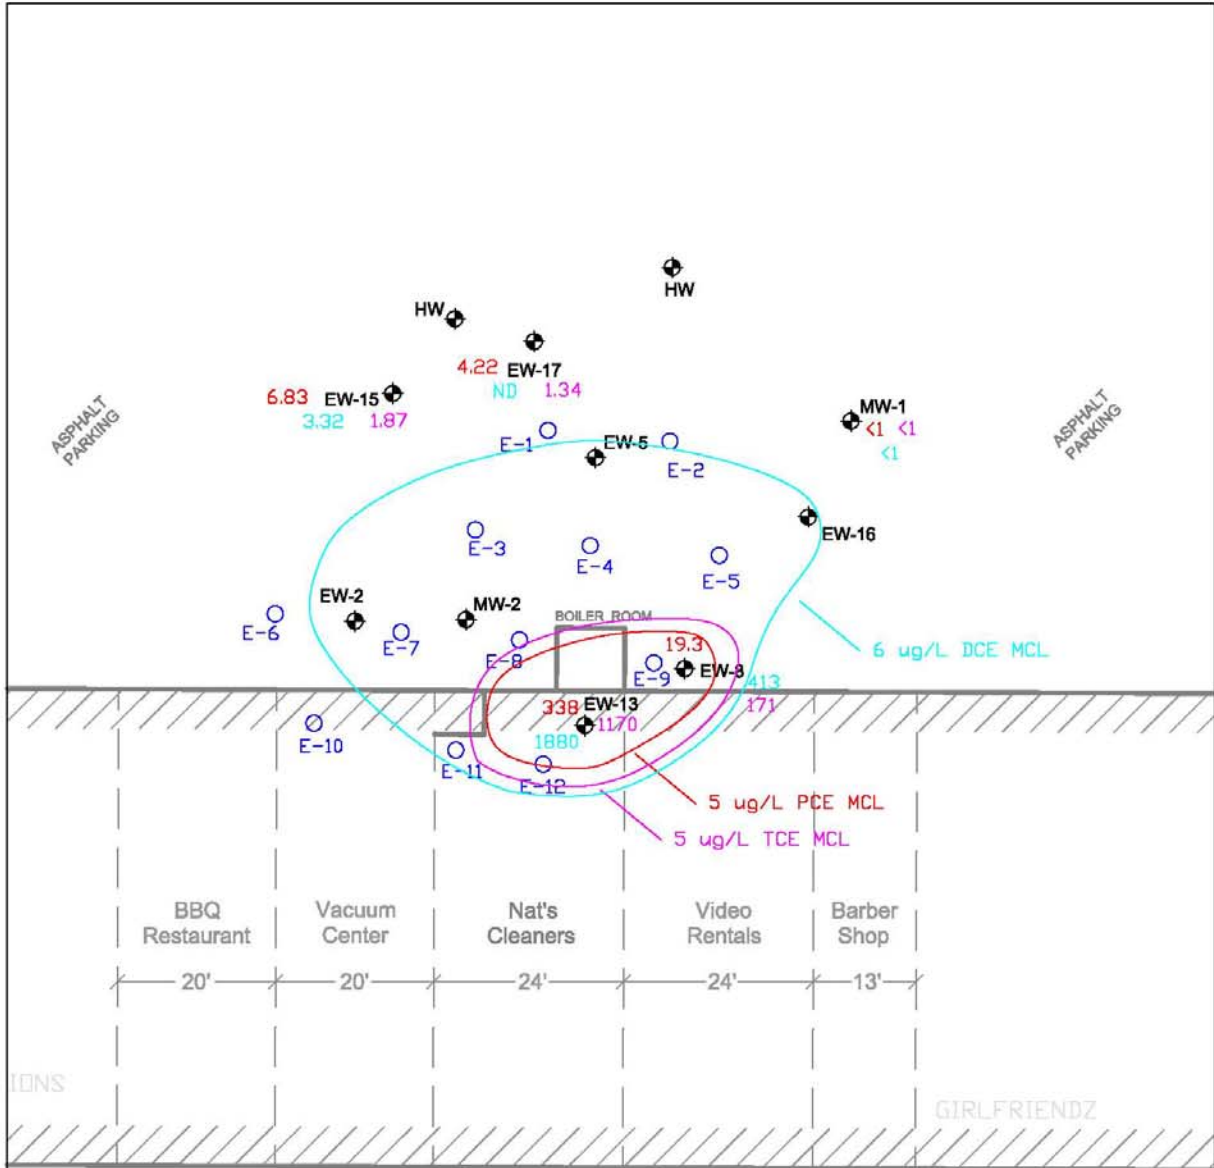 HW
HW
4.22 EW-17
ND 1.34
6.83 EW-15
3.32 1.87
ASPHALT
PARKING
MW-1
<1 <1
<1
ASPHALT
PARKING
E-1
EW-5
E-2
EW-16
E-3
E-4
E-5
EW-2
MW-2
BOILER ROOM
E-6
E-7
E-8
19.3
6 ug/L DCE MCL
E-9
EW-8
413
171
338 EW-13
1170
1880
E-10
E-11
E-12
5 ug/L PCE MCL
5 ug/L TCE MCL
BBQ
Restaurant
Vacuum
Center
Nat's
Cleaners
Video
Rentals
Barber
Shop
20'
20'
24'
24'
13'
IONS
GIRLFRIENDZ